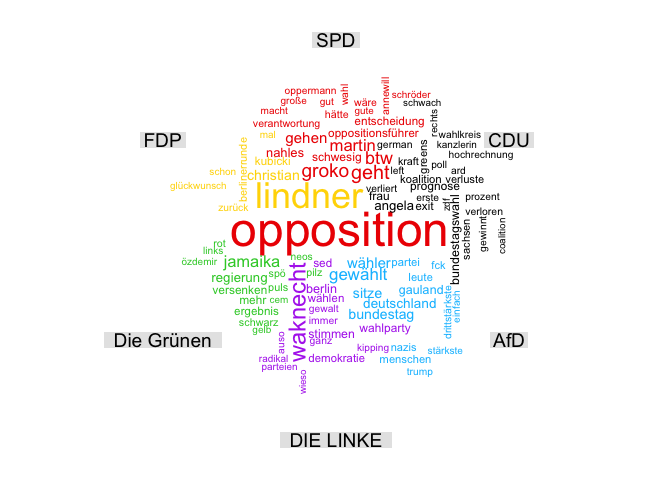 SPD
oppermann
wahl
annewill
schröder
große
gut
wäre
schwach
macht
hätte
gute
rechts
verantwortung
entscheidung
FDP
mal
gehen
oppositionsführer
wahlkreis
CDU
martin
german
greens
kanzlerin
nahles
schwesig
btw
kraft
poll
hochrechnung
berlinerrunde
kubicki
schon
christian
groko
geht
left
ard
koalition
verluste
glückwunsch
verliert
prognose
lindner
frau
erste
zdf
prozent
zurück
angela
exit
bundestagswahl
verloren
opposition
sachsen
gewinnt
coalition
rot
links
neos
özdemir
jamaika
waknecht
sed
wähler
partei
fck
regierung
spö
pilz
gewählt
leute
versenken
puls
berlin
sitze
gauland
drittstärkste
einfach
mehr
cem
wählen
deutschland
ergebnis
gewalt
bundestag
schwarz
immer
gelb
stimmen
wahlparty
Die Grünen
auso
ganz
AfD
kipping
nazis
stärkste
radikal
demokratie
menschen
parteien
wieso
trump
DIE LINKE